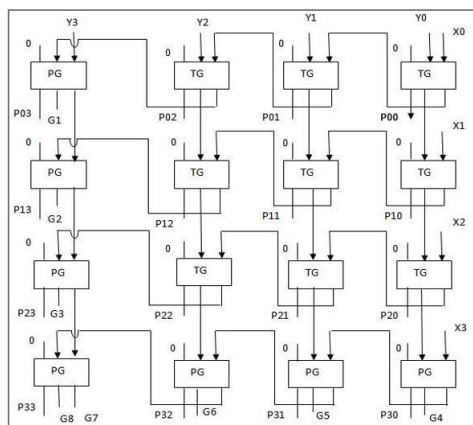 Y3 Y2 Y1 Y0
0 0 0 0 X0
PG TG TG TG
P03 G1 P02 P01 P00
0 0 0 0 X1
PG TG TG TG
P13 G2 P12 P11 P10
0 0 0 0 X2
PG TG TG TG
P23 G3 P22 P21 P20
0 0 0 0 X3
PG PG PG PG
P33 G8 G7 P32 G6 P31 G5 P30 G4